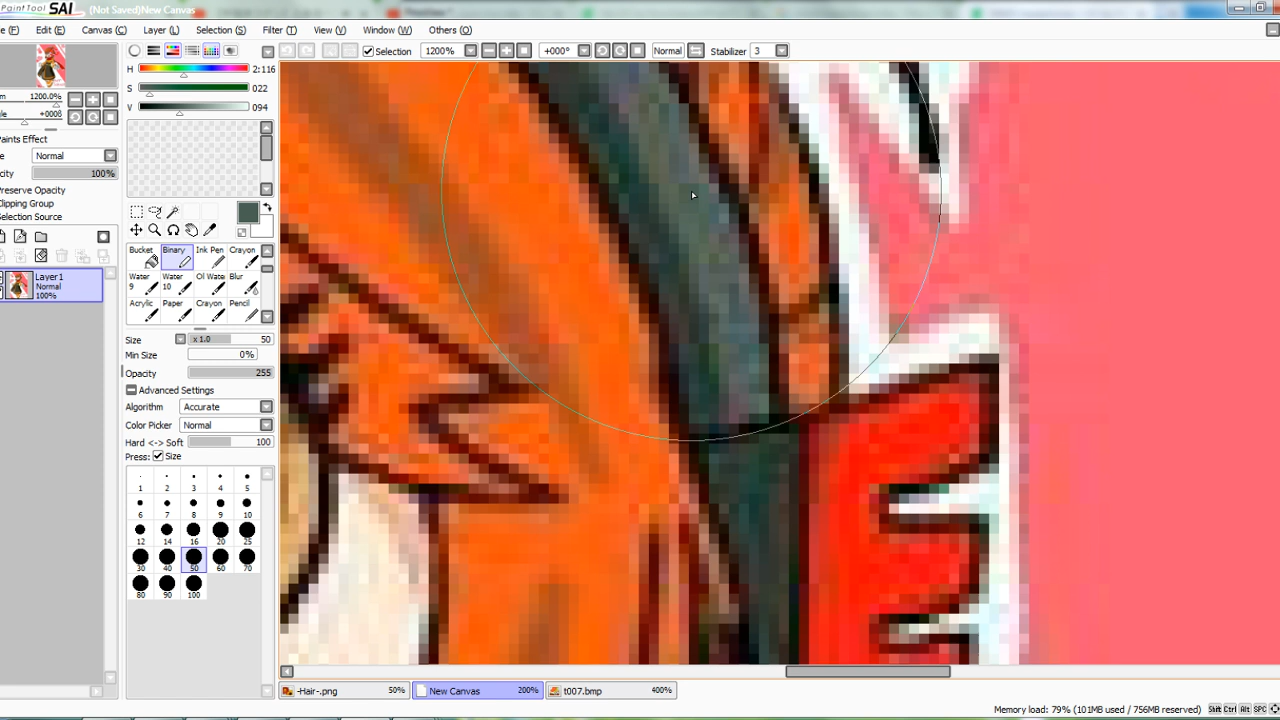 PaintTool SAI (Not Saved)New Canvas
(F) Edit (E) Canvas (C) Layer (L) Selection (S) Filter (T) View (V) Window (W) Others (O)
Selection 1200% +000° Normal Stabilizer 3
H 2:116
S 022
V 094
1200.0%
+000θ
Paints Effect
Normal
100%
Preserve Opacity
Clipping Group
Selection Source
Layer1
Normal
100%
Bucket Binary Ink Pen Crayon
Water 9 Water 10 Oil Wate Blur
Acrylic Paper Crayon Pencil
Size x 1.0 50
Min Size 0%
Opacity 255
Advanced Settings
Algorithm Accurate
Color Picker Normal
Hard <-> Soft 100
Press: Size
1 2 3 4 5
6 7 8 9 10
12 14 16 20 25
30 40 50 60 70
80 90 100
-Hair-.png 50% New Canvas 200% t007.bmp 400%
Memory load: 79% (101MB used / 756MB reserved) Shift Ctrl Alt SPC